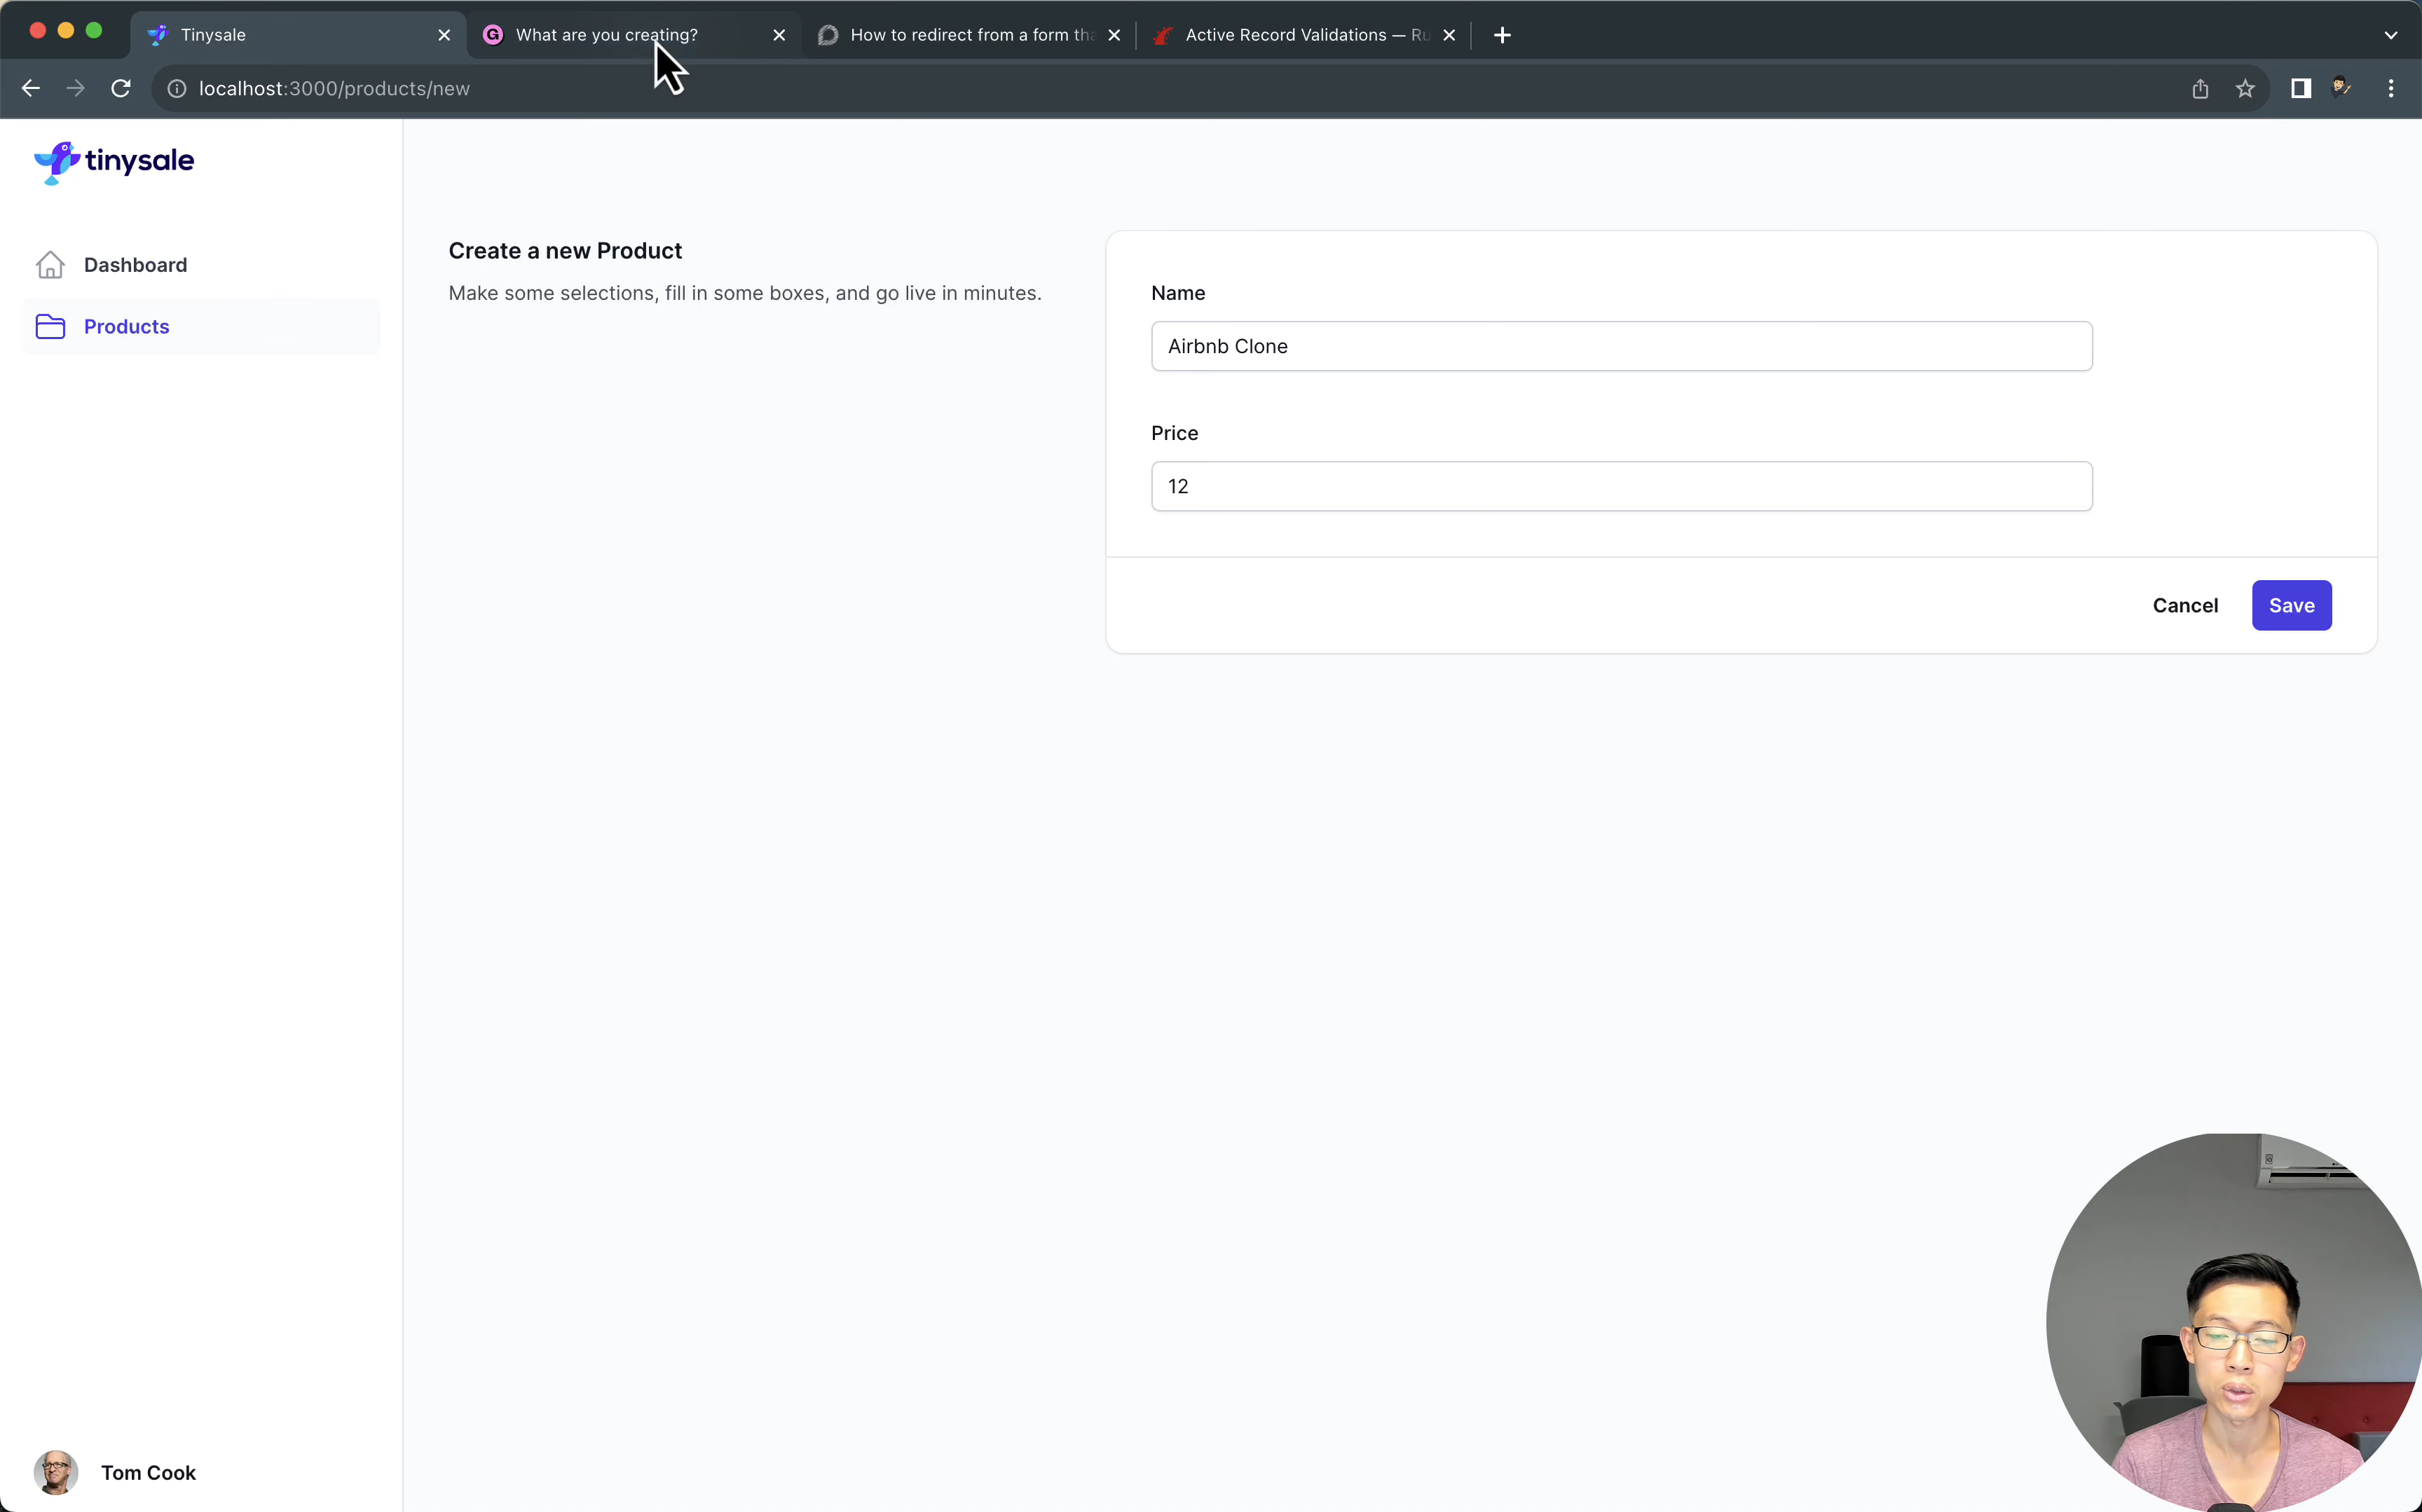 Tinysale
What are you creating?
How to redirect from a form tha
Active Record Validations — Ru
localhost:3000/products/new
tinysale
Dashboard
Products
Create a new Product
Make some selections, fill in some boxes, and go live in minutes.
Name
Airbnb Clone
Price
12
Cancel
Save
Tom Cook